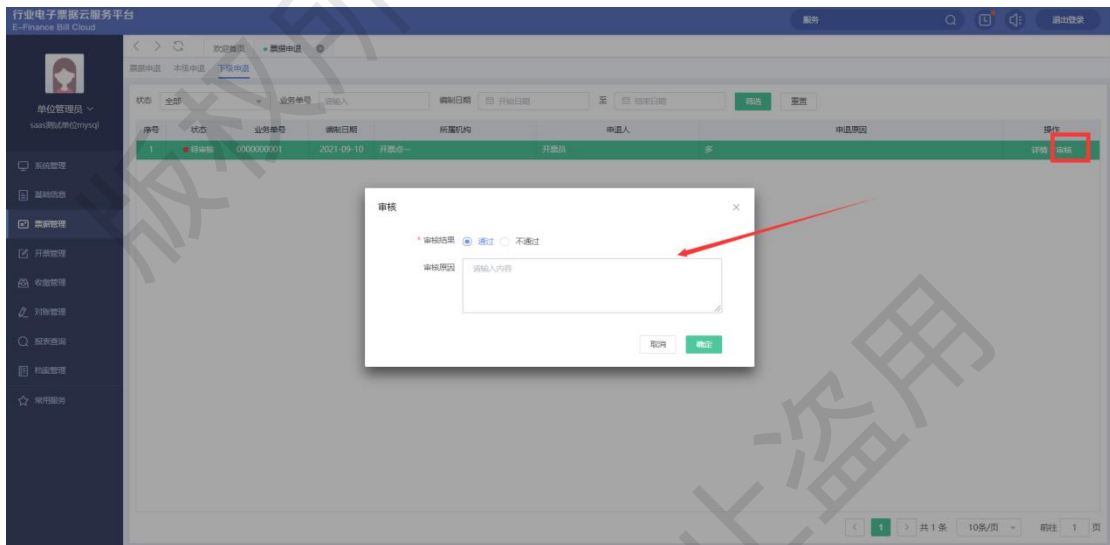 行业电子票据云服务平台
E-Finance Bill Cloud
服务
退出登录
欢迎首页
票据申退
票据申退 本级申退 下级申退
单位管理员
saas测试单位mysql
状态 全部 业务单号 请输入 编制日期 开始日期 至 结束日期 筛选 重置
序号 状态 业务单号 编制日期 所属机构 申退人 申退原因 操作
1 待审核 0000000001 2021-09-10 开票点一 开票员 多 详情 审核
系统管理
基础信息
票据管理
开票管理
收缴管理
对账管理
报表查询
档案管理
常用服务
审核
* 审核结果 通过 不通过
审核原因 请输入内容
取消 确定
1 共 1 条 10条/页 前往 1 页
版权
止盗用